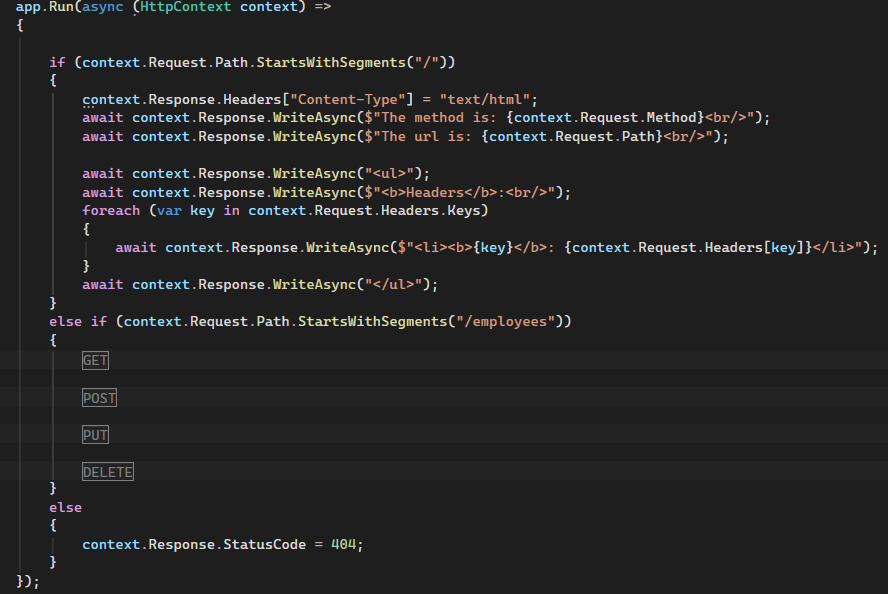 app.Run(async (HttpContext context) =>
{
if (context.Request.Path.StartsWithSegments("/"))
{
context.Response.Headers["Content-Type"] = "text/html";
await context.Response.WriteAsync($"The method is: {context.Request.Method}<br/>");
await context.Response.WriteAsync($"The url is: {context.Request.Path}<br/>");
await context.Response.WriteAsync("<ul>");
await context.Response.WriteAsync($"<b>Headers</b>:<br/>");
foreach (var key in context.Request.Headers.Keys)
{
await context.Response.WriteAsync($"<li><b>{key}</b>: {context.Request.Headers[key]}</li>");
}
await context.Response.WriteAsync("</ul>");
}
else if (context.Request.Path.StartsWithSegments("/employees"))
{
GET
POST
PUT
DELETE
}
else
{
context.Response.StatusCode = 404;
}
});